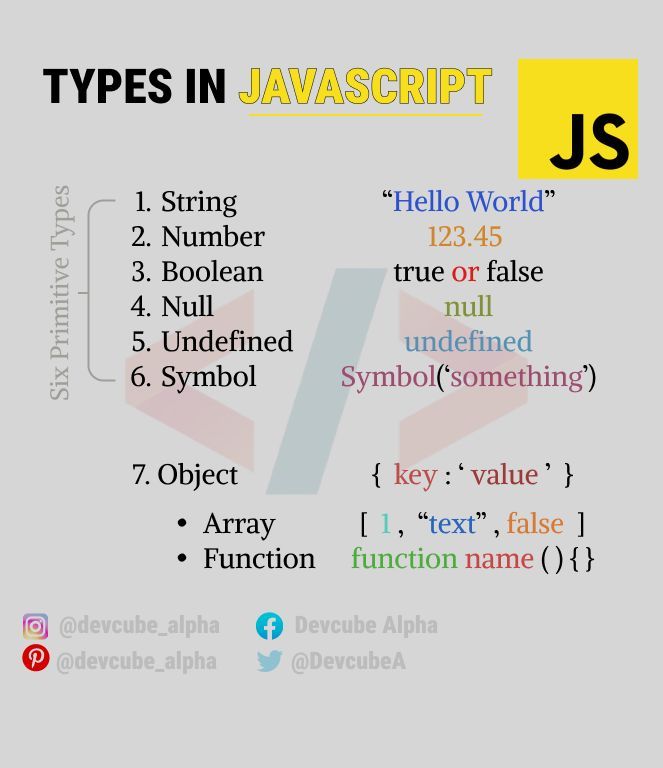 TYPES IN JAVASCRIPT
JS
Six Primitive Types
1. String “Hello World”
2. Number 123.45
3. Boolean true or false
4. Null null
5. Undefined undefined
6. Symbol Symbol(‘something’)
7. Object { key : ‘ value ’ }
• Array [ 1 , “text” , false ]
• Function function name ( ) { }
@devcube_alpha Devcube Alpha
@devcube_alpha @DevcubeA